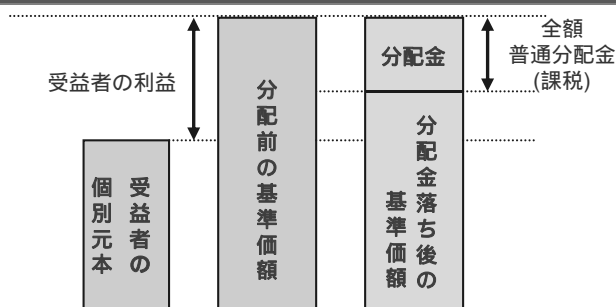 受益者の利益
受益者の
個別元本
分配前の基準価額
分配金
分配金落ち後の
基準価額
全額
普通分配金
(課税)